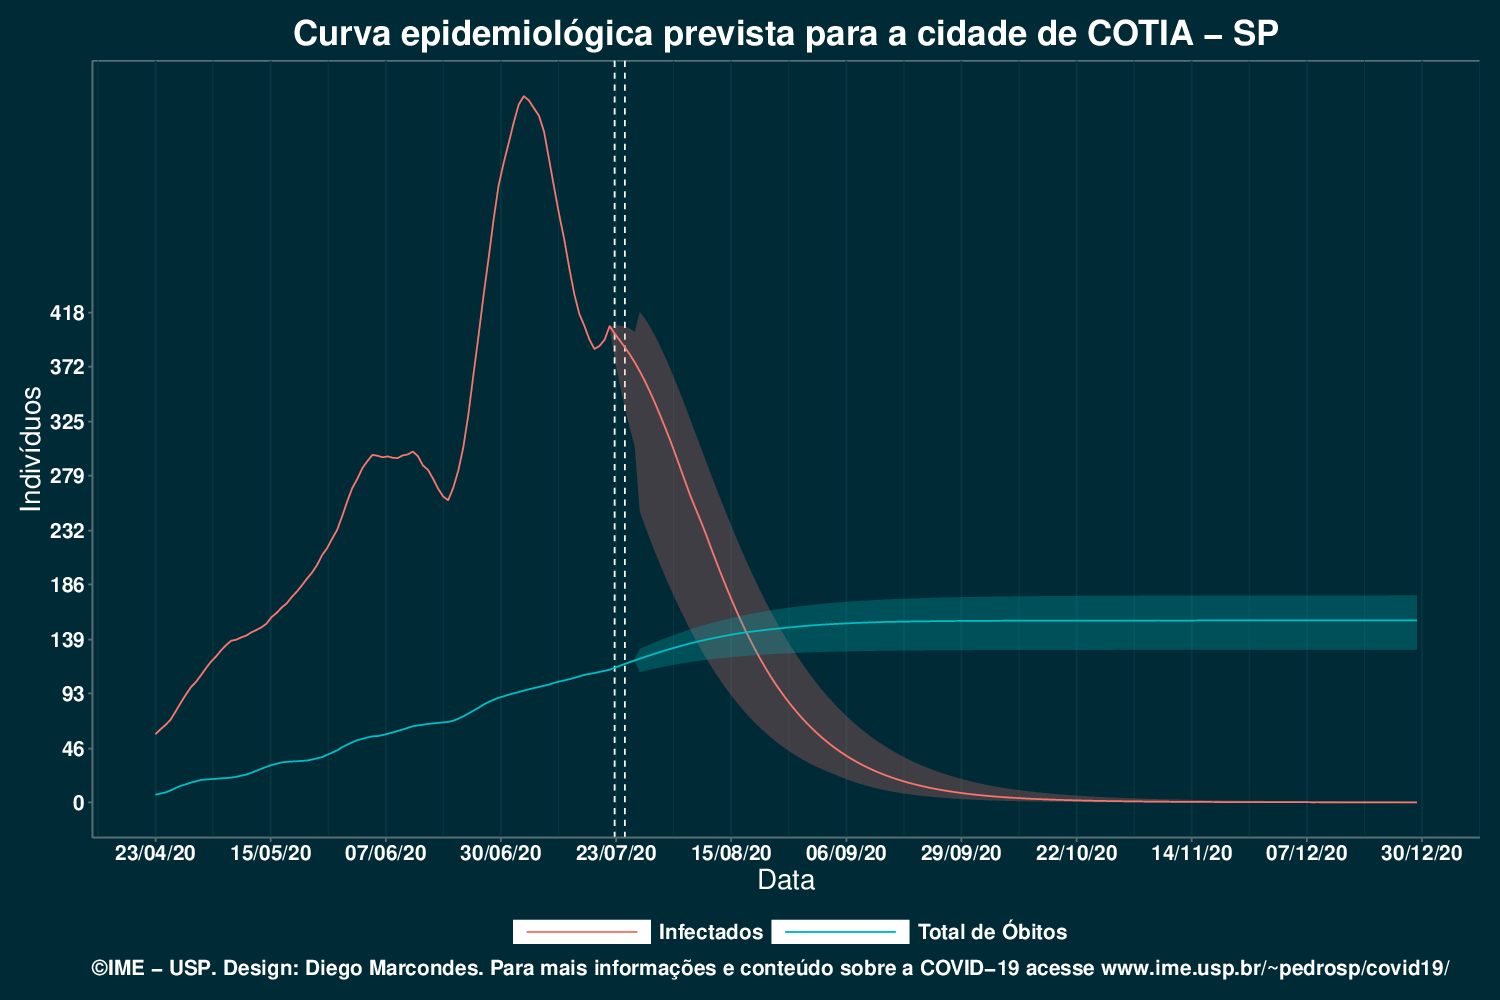 Curva epidemiológica prevista para a cidade de COTIA – SP
Indivíduos
418
372
325
279
232
186
139
93
46
0
23/04/20 15/05/20 07/06/20 30/06/20 23/07/20 15/08/20 06/09/20 29/09/20 22/10/20 14/11/20 07/12/20 30/12/20
Data
Infectados Total de Óbitos
©IME – USP. Design: Diego Marcondes. Para mais informações e conteúdo sobre a COVID–19 acesse www.ime.usp.br/~pedrosp/covid19/